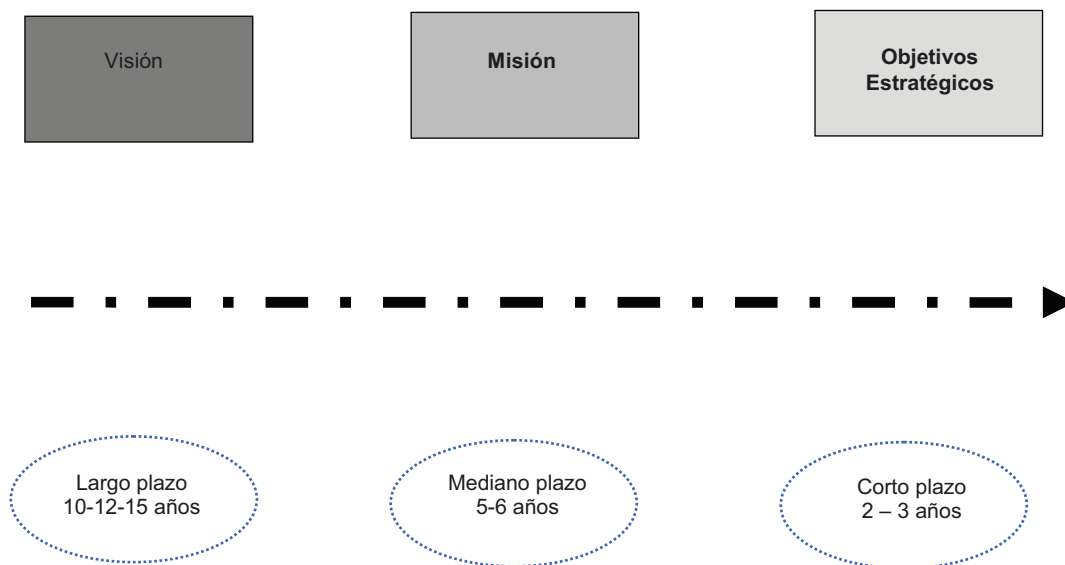 Visión
Misión
Objetivos
Estratégicos
Largo plazo
10-12-15 años
Mediano plazo
5-6 años
Corto plazo
2 – 3 años